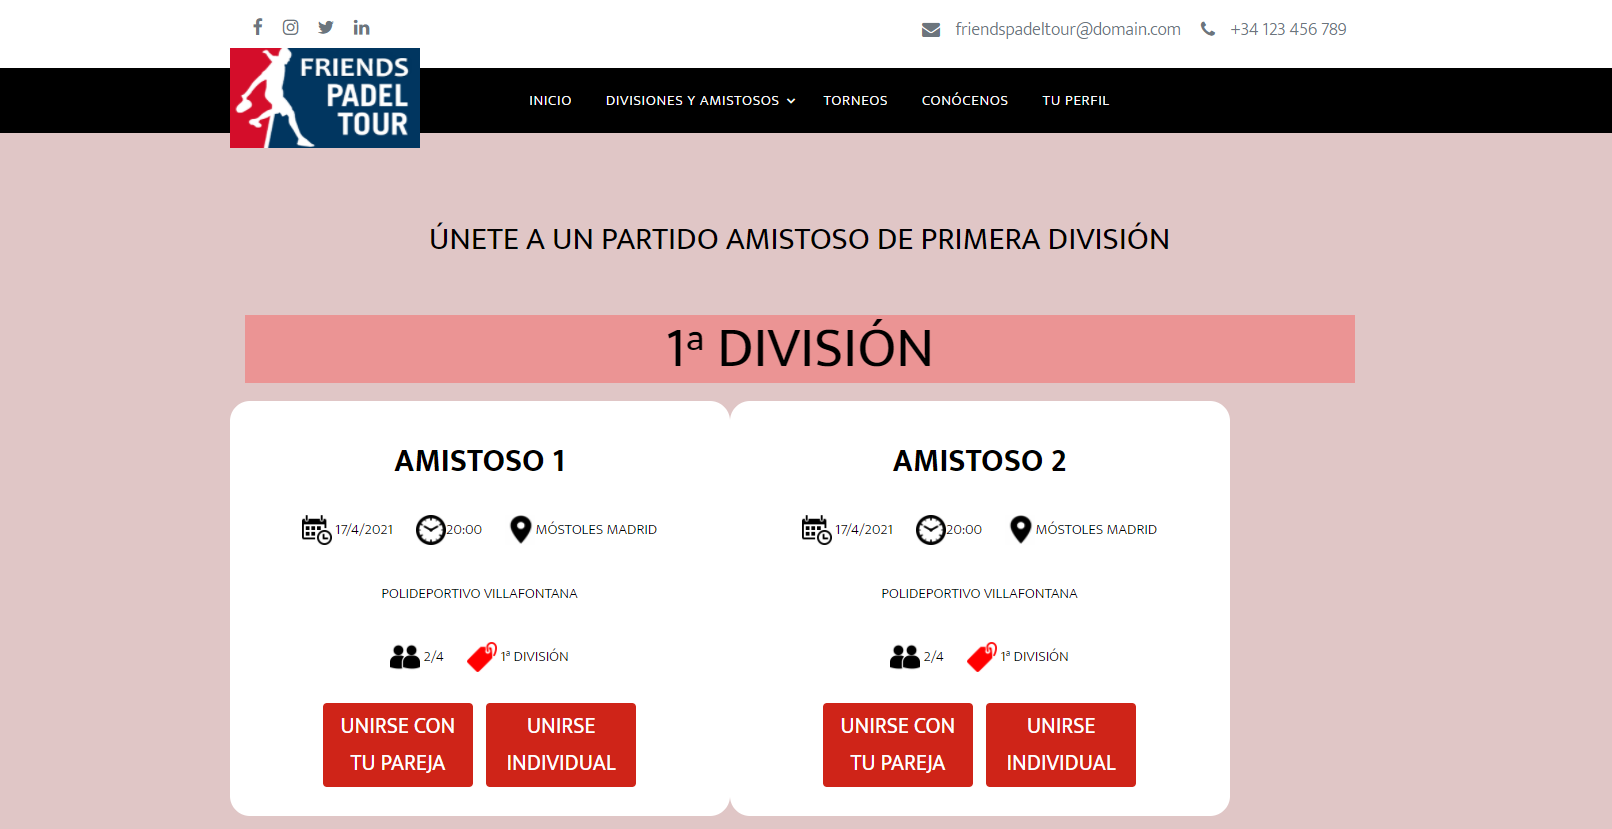 friendspadeltour@domain.com +34 123 456 789
FRIENDS
PADEL
TOUR
INICIO DIVISIONES Y AMISTOSOS TORNEOS CONÓCENOS TU PERFIL
ÚNETE A UN PARTIDO AMISTOSO DE PRIMERA DIVISIÓN
1ª DIVISIÓN
AMISTOSO 1
17/4/2021 20:00 MÓSTOLES MADRID
POLIDEPORTIVO VILLAFONTANA
2/4 1ª DIVISIÓN
UNIRSE CON
TU PAREJA
UNIRSE
INDIVIDUAL
AMISTOSO 2
17/4/2021 20:00 MÓSTOLES MADRID
POLIDEPORTIVO VILLAFONTANA
2/4 1ª DIVISIÓN
UNIRSE CON
TU PAREJA
UNIRSE
INDIVIDUAL